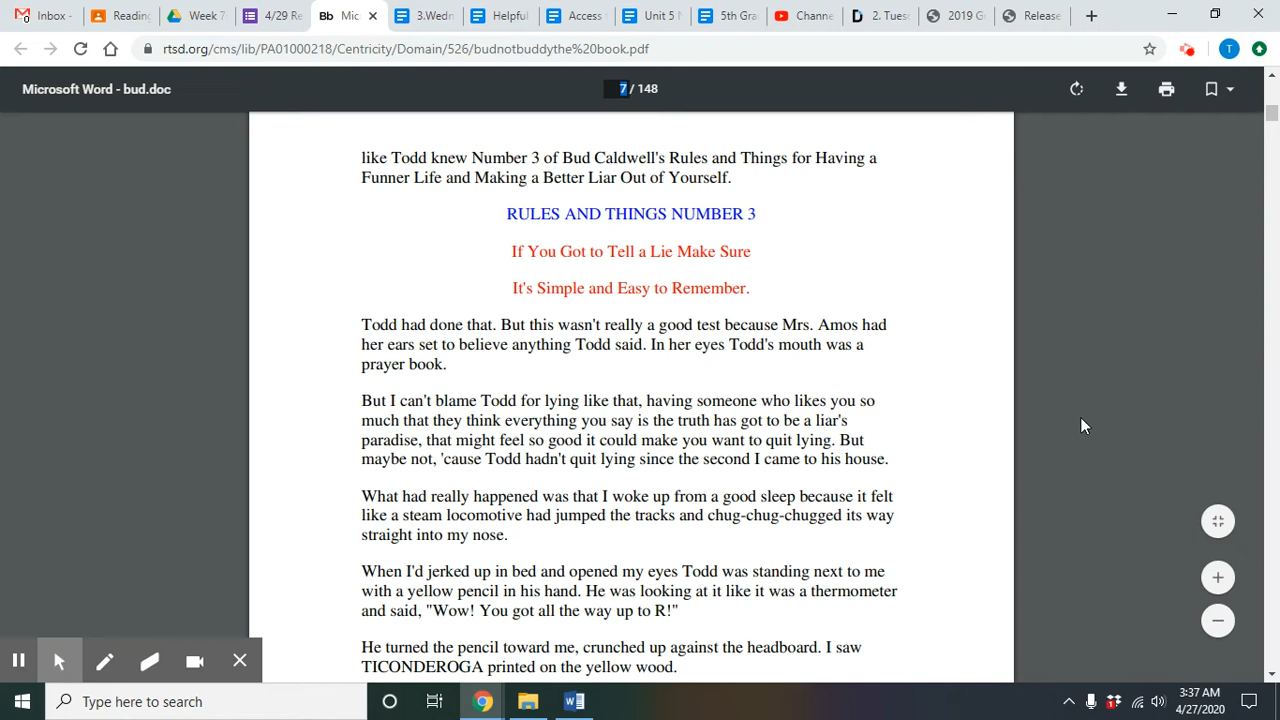 Inbox -
Reading
Week 7
4/29 Re
Mic
3.Wedn
Helpful
Access
Unit 5 M
5th Gra
Channe
2. Tues
2019 G
Release
rtsd.org/cms/lib/PA01000218/Centricity/Domain/526/budnotbuddythe%20book.pdf
T
Microsoft Word - bud.doc
7 / 148
like Todd knew Number 3 of Bud Caldwell's Rules and Things for Having a
Funner Life and Making a Better Liar Out of Yourself.
RULES AND THINGS NUMBER 3
If You Got to Tell a Lie Make Sure
It's Simple and Easy to Remember.
Todd had done that. But this wasn't really a good test because Mrs. Amos had
her ears set to believe anything Todd said. In her eyes Todd's mouth was a
prayer book.
But I can't blame Todd for lying like that, having someone who likes you so
much that they think everything you say is the truth has got to be a liar's
paradise, that might feel so good it could make you want to quit lying. But
maybe not, 'cause Todd hadn't quit lying since the second I came to his house.
What had really happened was that I woke up from a good sleep because it felt
like a steam locomotive had jumped the tracks and chug-chug-chugged its way
straight into my nose.
When I'd jerked up in bed and opened my eyes Todd was standing next to me
with a yellow pencil in his hand. He was looking at it like it was a thermometer
and said, "Wow! You got all the way up to R!"
He turned the pencil toward me, crunched up against the headboard. I saw
TICONDEROGA printed on the yellow wood.
Type here to search
3:37 AM
4/27/2020